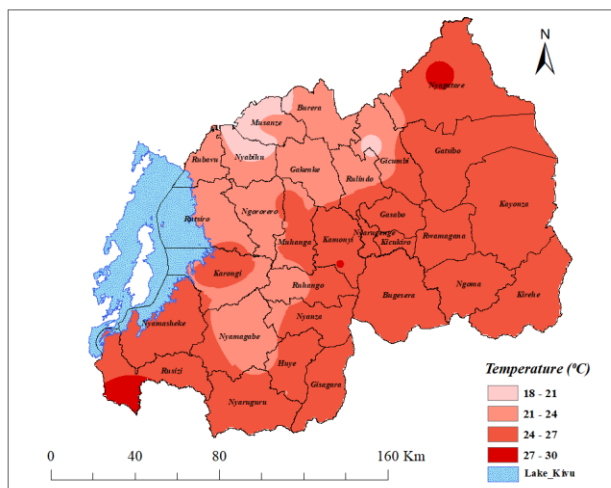 N
Nyagatare
Burera
Musanze
Rubavu
Nyabihu
Gakenke
Gicumbi
Gatsibo
Rulindo
Kayonza
Rutsiro
Ngororero
Gasabo
Muhanga
Kamonyi
Nyarugenge
Kicukiro
Rwamagana
Karongi
Ruhango
Bugesera
Ngoma
Kirehe
Nyamasheke
Nyamagabe
Nyanza
Rusizi
Huye
Gisagara
Nyaruguru
Temperature (ºC)
18 - 21
21 - 24
24 - 27
27 - 30
Lake_Kivu
0 40 80 160 Km